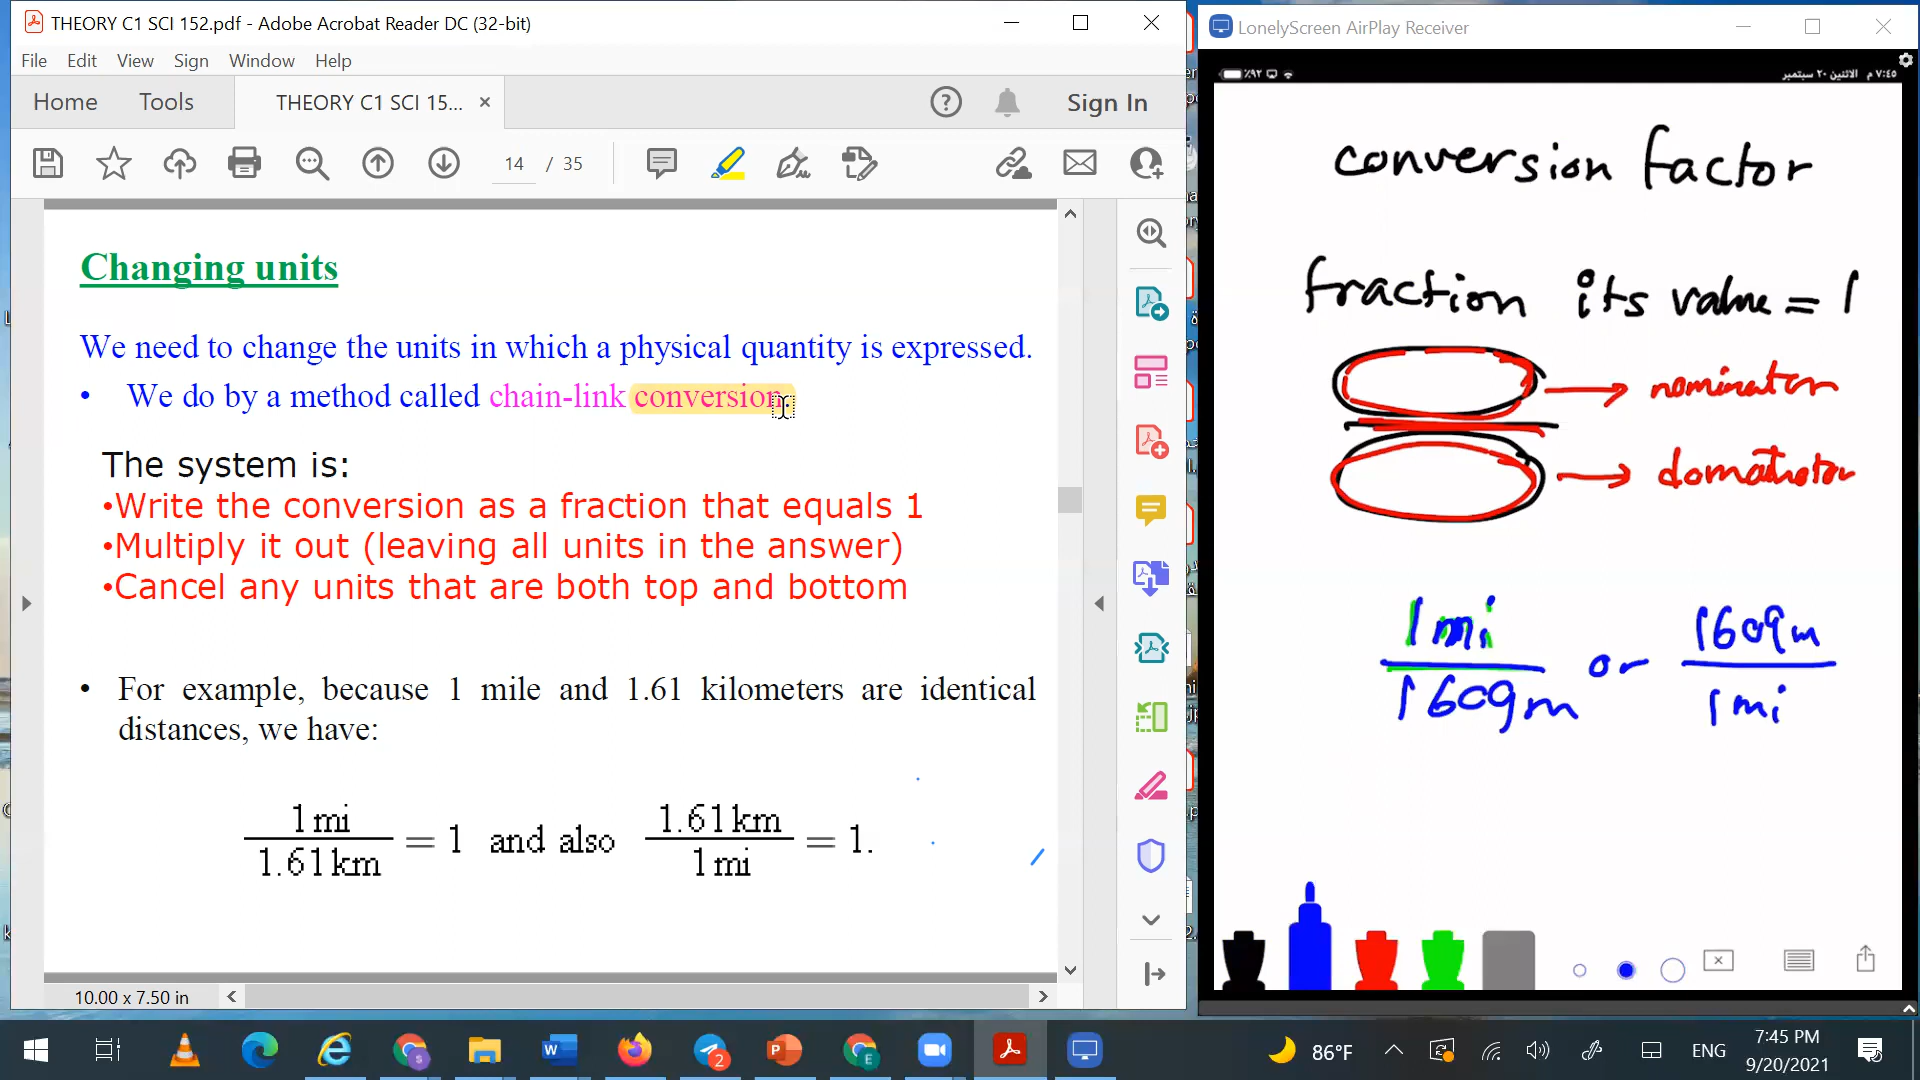 THEORY C1 SCI 152.pdf - Adobe Acrobat Reader DC (32-bit)
File Edit View Sign Window Help
Home Tools THEORY C1 SCI 15... × Sign In
14 / 35
Changing units
We need to change the units in which a physical quantity is expressed.
• We do by a method called chain-link conversion.
The system is:
•Write the conversion as a fraction that equals 1
•Multiply it out (leaving all units in the answer)
•Cancel any units that are both top and bottom
• For example, because 1 mile and 1.61 kilometers are identical
distances, we have:
1 mi / 1.61 km = 1 and also 1.61 km / 1 mi = 1.
10.00 x 7.50 in
LonelyScreen AirPlay Receiver
٪٩٢
٧:٤٥ م الاثنين ٢٠ سبتمبر
conversion factor
fraction its value = 1
nominator
1 mi / 1609 m or 1609 m / 1 mi
2
86°F
ENG
7:45 PM
9/20/2021